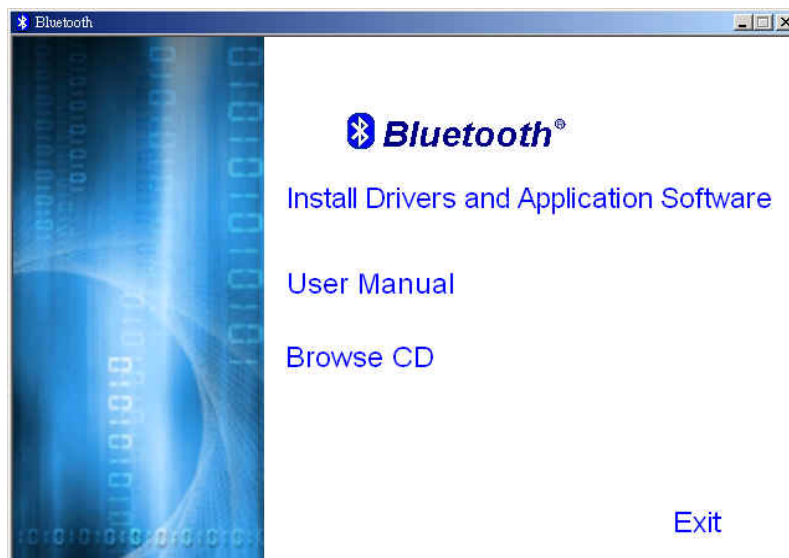 Bluetooth
Bluetooth®
Install Drivers and Application Software
User Manual
Browse CD
Exit